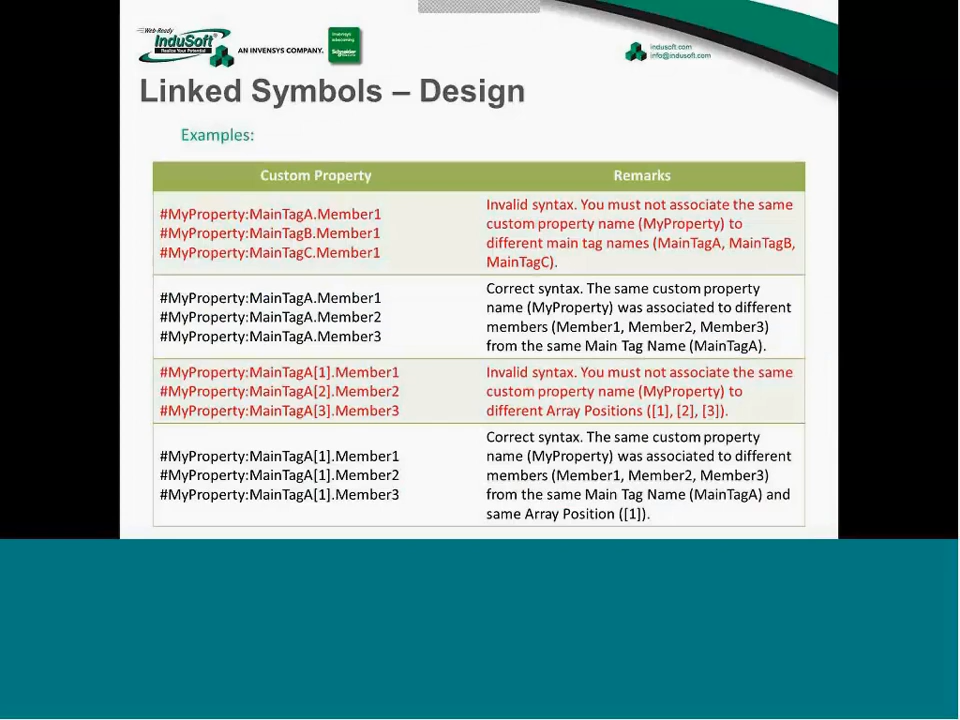 Web-Ready
InduSoft
Realize Your Potential
AN INVENSYS COMPANY.
Schneider
indusoft.com
info@indusoft.com
Linked Symbols – Design
Examples:
Custom Property
Remarks
#MyProperty:MainTagA.Member1
#MyProperty:MainTagB.Member1
#MyProperty:MainTagC.Member1
Invalid syntax. You must not associate the same
custom property name (MyProperty) to
different main tag names (MainTagA, MainTagB,
MainTagC).
#MyProperty:MainTagA.Member1
#MyProperty:MainTagA.Member2
#MyProperty:MainTagA.Member3
Correct syntax. The same custom property
name (MyProperty) was associated to different
members (Member1, Member2, Member3)
from the same Main Tag Name (MainTagA).
#MyProperty:MainTagA[1].Member1
#MyProperty:MainTagA[2].Member2
#MyProperty:MainTagA[3].Member3
Invalid syntax. You must not associate the same
custom property name (MyProperty) to
different Array Positions ([1], [2], [3]).
#MyProperty:MainTagA[1].Member1
#MyProperty:MainTagA[1].Member2
#MyProperty:MainTagA[1].Member3
Correct syntax. The same custom property
name (MyProperty) was associated to different
members (Member1, Member2, Member3)
from the same Main Tag Name (MainTagA) and
same Array Position ([1]).